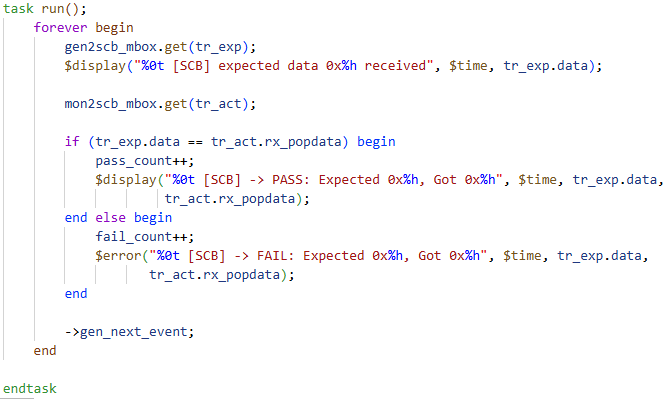 task run();
    forever begin
        gen2scb_mbox.get(tr_exp);
        $display("%0t [SCB] expected data 0x%h received", $time, tr_exp.data);

        mon2scb_mbox.get(tr_act);

        if (tr_exp.data == tr_act.rx_popdata) begin
            pass_count++;
            $display("%0t [SCB] -> PASS: Expected 0x%h, Got 0x%h", $time, tr_exp.data,
                     tr_act.rx_popdata);
        end else begin
            fail_count++;
            $error("%0t [SCB] -> FAIL: Expected 0x%h, Got 0x%h", $time, tr_exp.data,
                   tr_act.rx_popdata);
        end

        ->gen_next_event;
    end

endtask